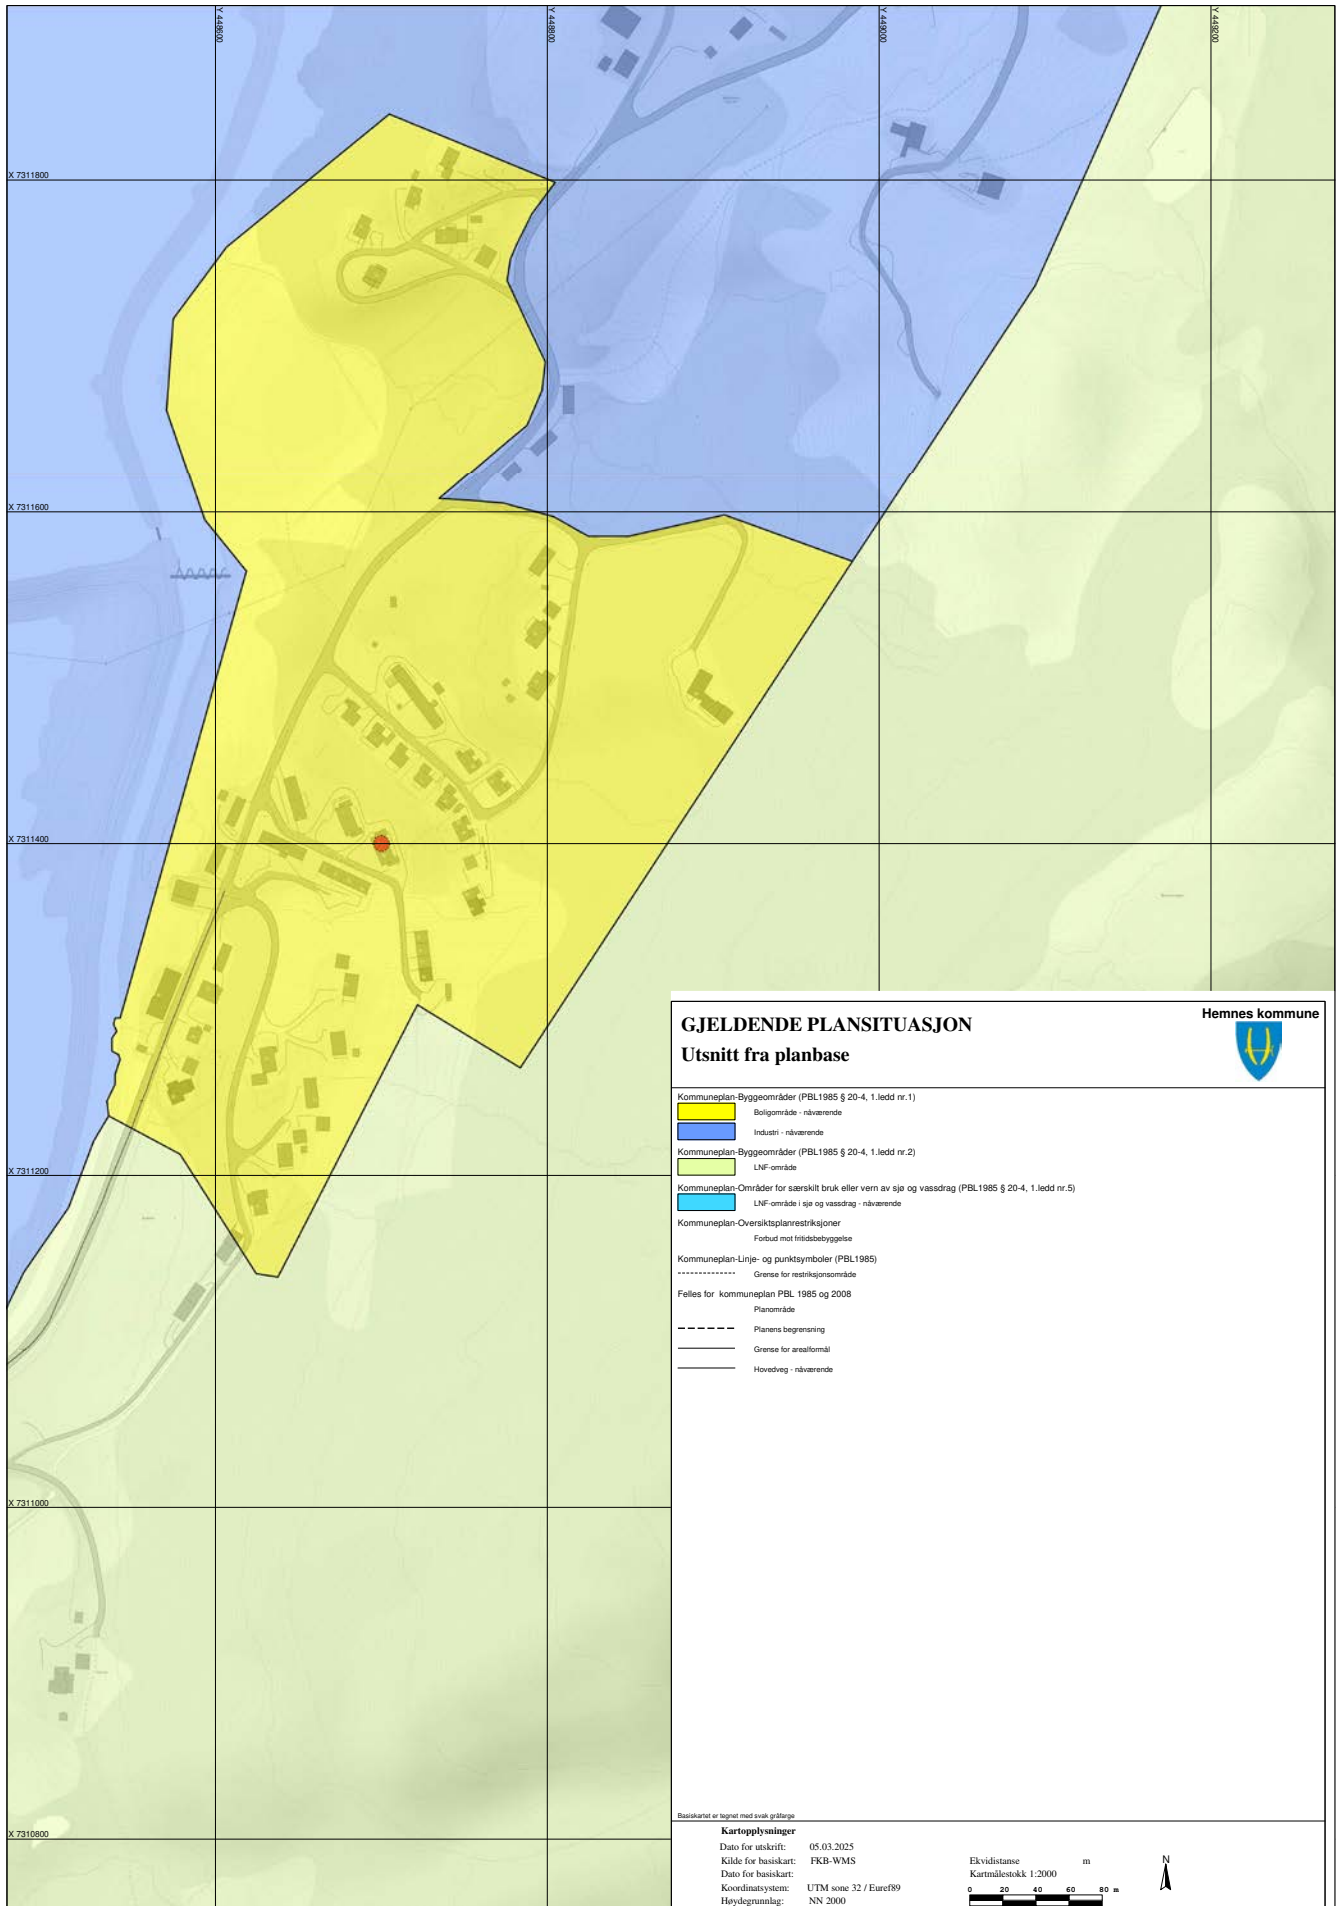 Y 448600
Y 448800
Y 449000
Y 449200
X 7311800
X 7311600
X 7311400
X 7311200
X 7311000
X 7310800
GJELDENDE PLANSITUASJON
Utsnitt fra planbase
Hemnes kommune
Kommuneplan-Byggeområder (PBL1985 § 20-4, 1.ledd nr.1)
Boligområde - nåværende
Industri - nåværende
Kommuneplan-Byggeområder (PBL1985 § 20-4, 1.ledd nr.2)
LNF-område
Kommuneplan-Områder for særskilt bruk eller vern av sjø og vassdrag (PBL1985 § 20-4, 1.ledd nr.5)
LNF-område i sjø og vassdrag - nåværende
Kommuneplan-Oversiktsplanrestriksjoner
Forbud mot fritidsbebyggelse
Kommuneplan-Linje- og punktsymboler (PBL1985)
Grense for restriksjonsområde
Felles for kommuneplan PBL 1985 og 2008
Planområde
Planens begrensning
Grense for arealformål
Hovedveg - nåværende
Basiskartet er tegnet med svak gråfarge
Kartopplysninger
Dato for utskrift: 05.03.2025
Kilde for basiskart: FKB-WMS
Dato for basiskart:
Koordinatsystem: UTM sone 32 / Euref89
Høydegrunnlag: NN 2000
Ekvidistanse m
Kartmålestokk 1:2000
0 20 40 60 80 m
N